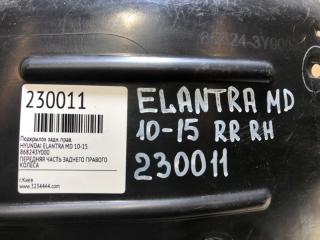 86824-3Y000
230011
Подкрылок задн. прав.
HYUNDAI ELANTRA MD 10-15
868243Y000
ПЕРЕДНЯЯ ЧАСТЬ ЗАДНЕГО ПРАВОГО
КОЛЕСА
г.Киев
www.3234444.com
ELANTRA MD
10-15 RR RH
230011